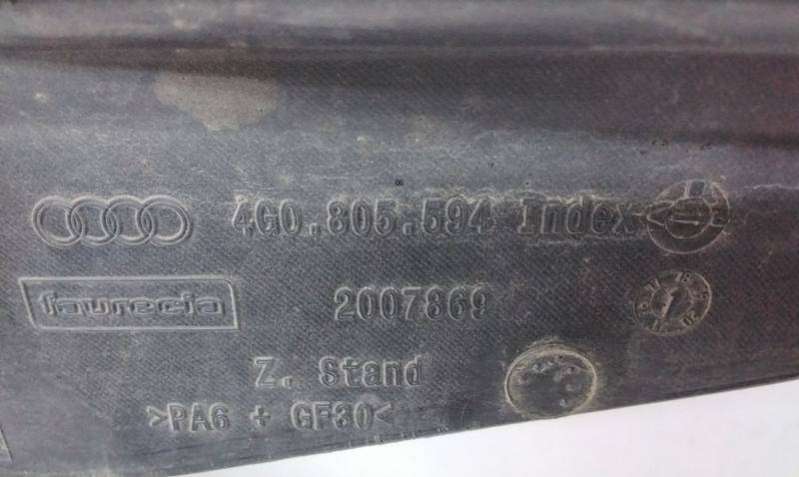 4G0.805.594 Index
faurecia 2007869
Z. Stand
>PA6 + GF30<